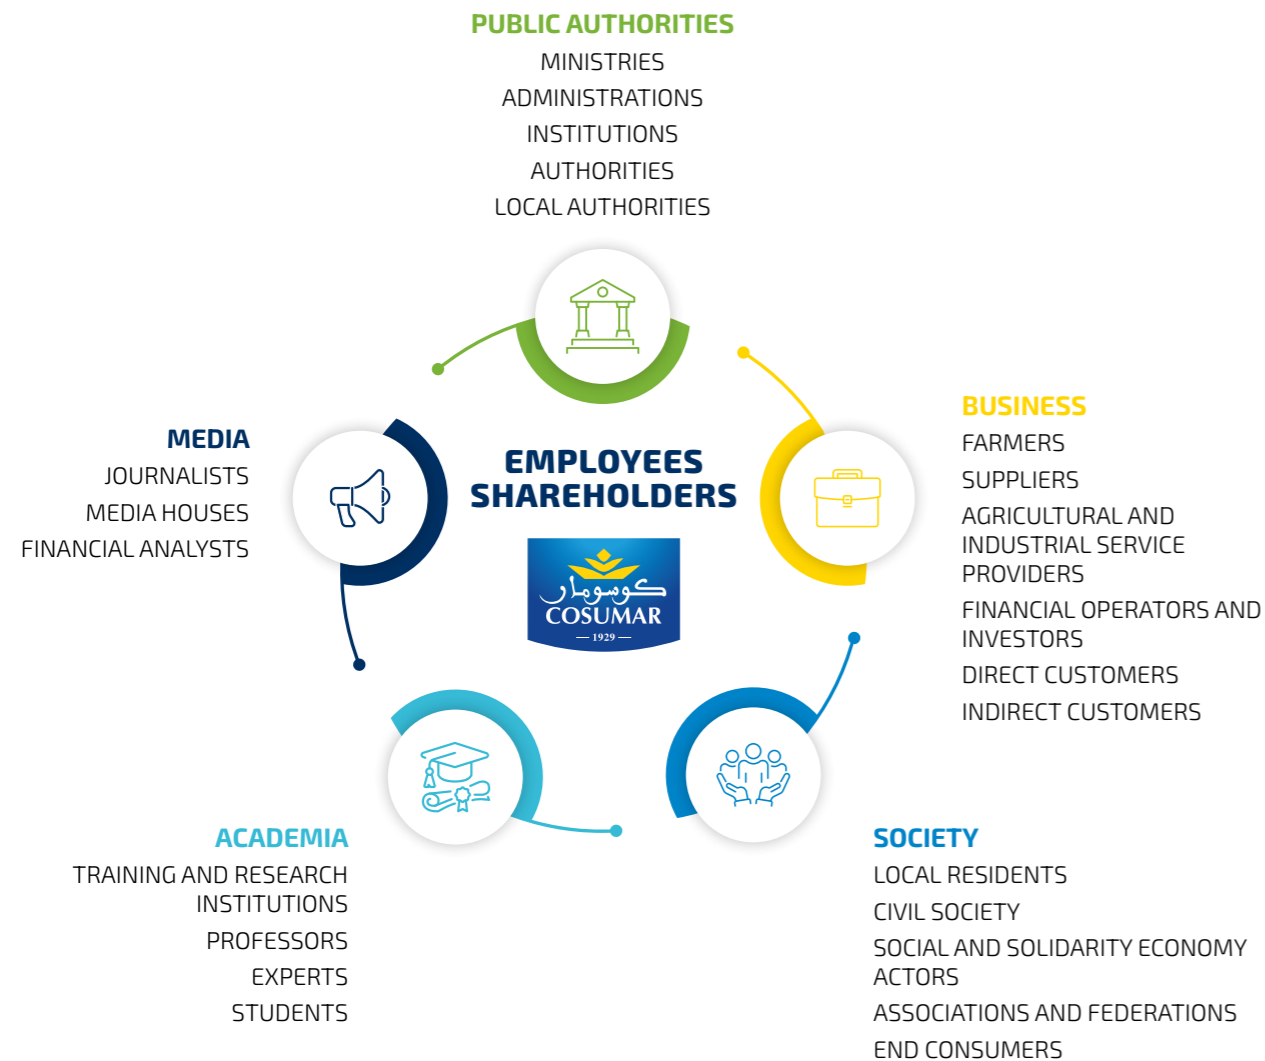 PUBLIC AUTHORITIES
MINISTRIES
ADMINISTRATIONS
INSTITUTIONS
AUTHORITIES
LOCAL AUTHORITIES
MEDIA
JOURNALISTS
MEDIA HOUSES
FINANCIAL ANALYSTS
EMPLOYEES
SHAREHOLDERS
كوسومار
COSUMAR
1929
BUSINESS
FARMERS
SUPPLIERS
AGRICULTURAL AND
INDUSTRIAL SERVICE
PROVIDERS
FINANCIAL OPERATORS AND
INVESTORS
DIRECT CUSTOMERS
INDIRECT CUSTOMERS
ACADEMIA
TRAINING AND RESEARCH
INSTITUTIONS
PROFESSORS
EXPERTS
STUDENTS
SOCIETY
LOCAL RESIDENTS
CIVIL SOCIETY
SOCIAL AND SOLIDARITY ECONOMY
ACTORS
ASSOCIATIONS AND FEDERATIONS
END CONSUMERS